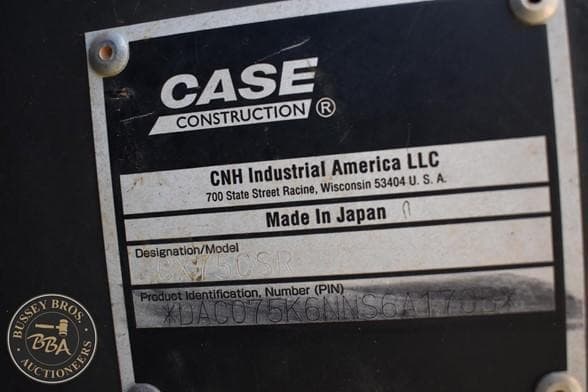 CASE
CONSTRUCTION ®
CNH Industrial America LLC
700 State Street Racine, Wisconsin 53404 U. S. A.
Made In Japan
Designation/Model
Product Identification, Number (PIN)
BUSSEY BROS.
BBA
AUCTIONEERS